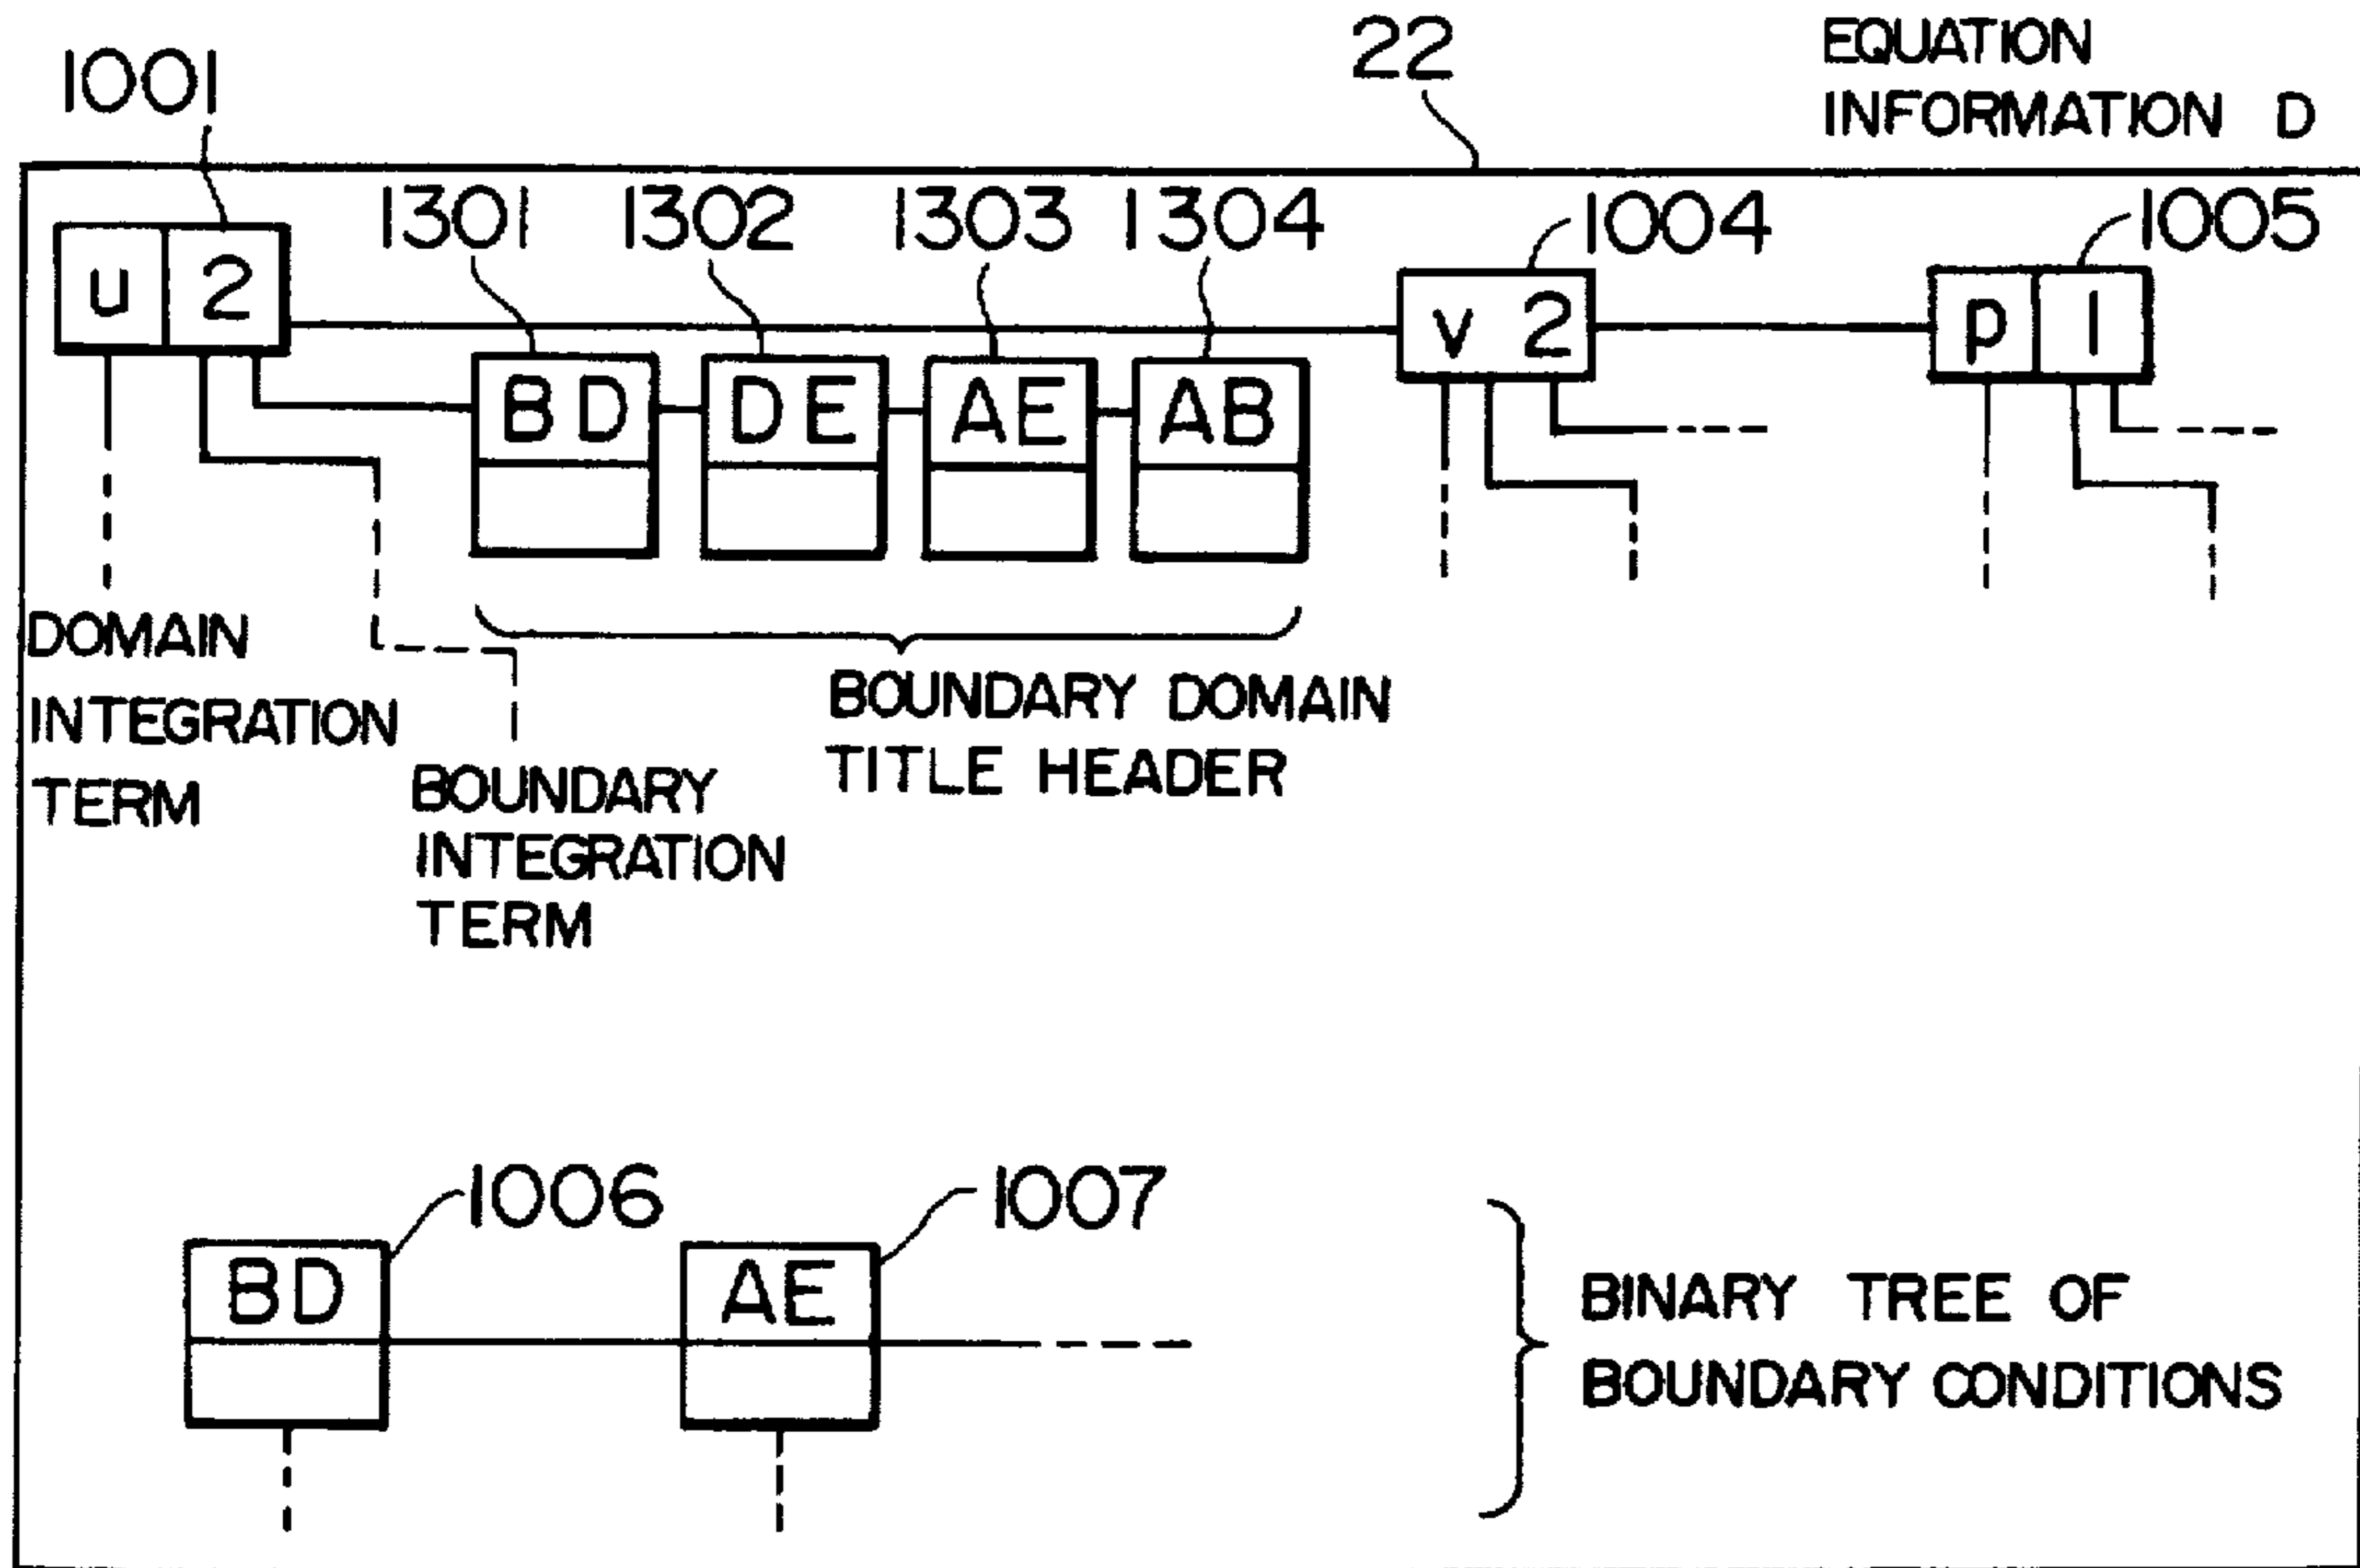 EQUATION
INFORMATION D
22
1001
1301 1302 1303 1304
1004
1005
u 2
v 2
p 1
BD DE AE AB
DOMAIN
INTEGRATION
TERM
BOUNDARY
INTEGRATION
TERM
BOUNDARY DOMAIN
TITLE HEADER
1006
1007
BD
AE
BINARY TREE OF
BOUNDARY CONDITIONS